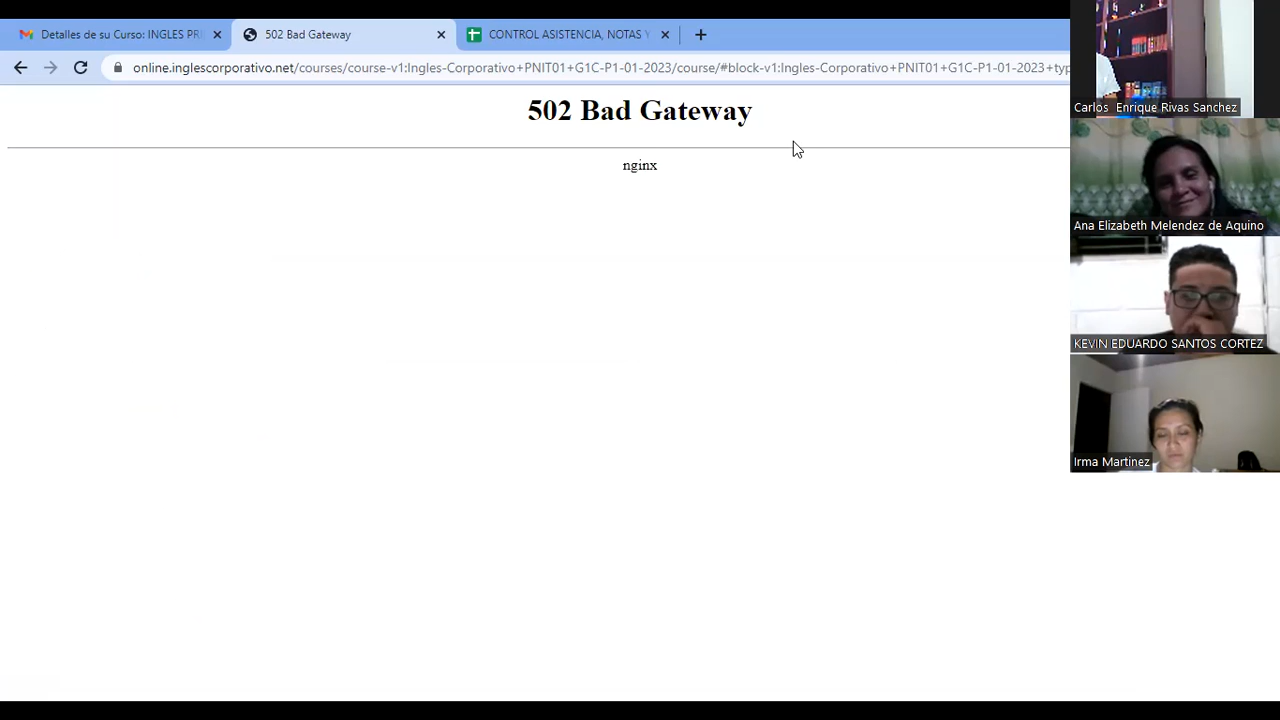 Detalles de su Curso: INGLES PRI
502 Bad Gateway
CONTROL ASISTENCIA, NOTAS Y
online.inglescorporativo.net/courses/course-v1:Ingles-Corporativo+PNIT01+G1C-P1-01-2023/course/#block-v1:Ingles-Corporativo+PNIT01+G1C-P1-01-2023+typ
502 Bad Gateway
nginx
Carlos Enrique Rivas Sanchez
Ana Elizabeth Melendez de Aquino
KEVIN EDUARDO SANTOS CORTEZ
Irma Martinez